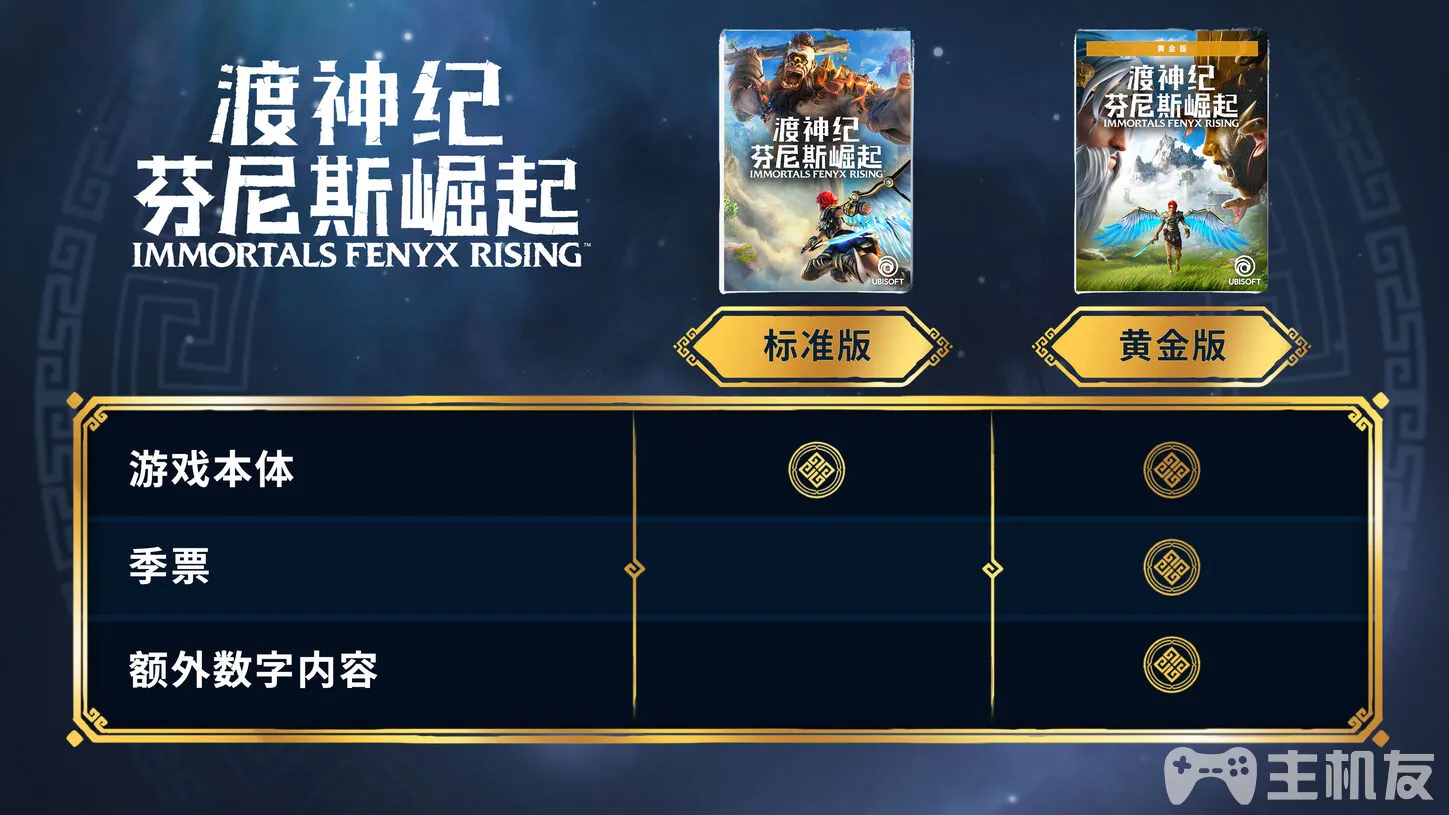 渡神纪
芬尼斯崛起
IMMORTALS FENYX RISING™
渡神纪
芬尼斯崛起
IMMORTALS FENYX RISING
UBISOFT
黄金版
渡神纪
芬尼斯崛起
IMMORTALS FENYX RISING
UBISOFT
标准版
黄金版
游戏本体
季票
额外数字内容
主机友